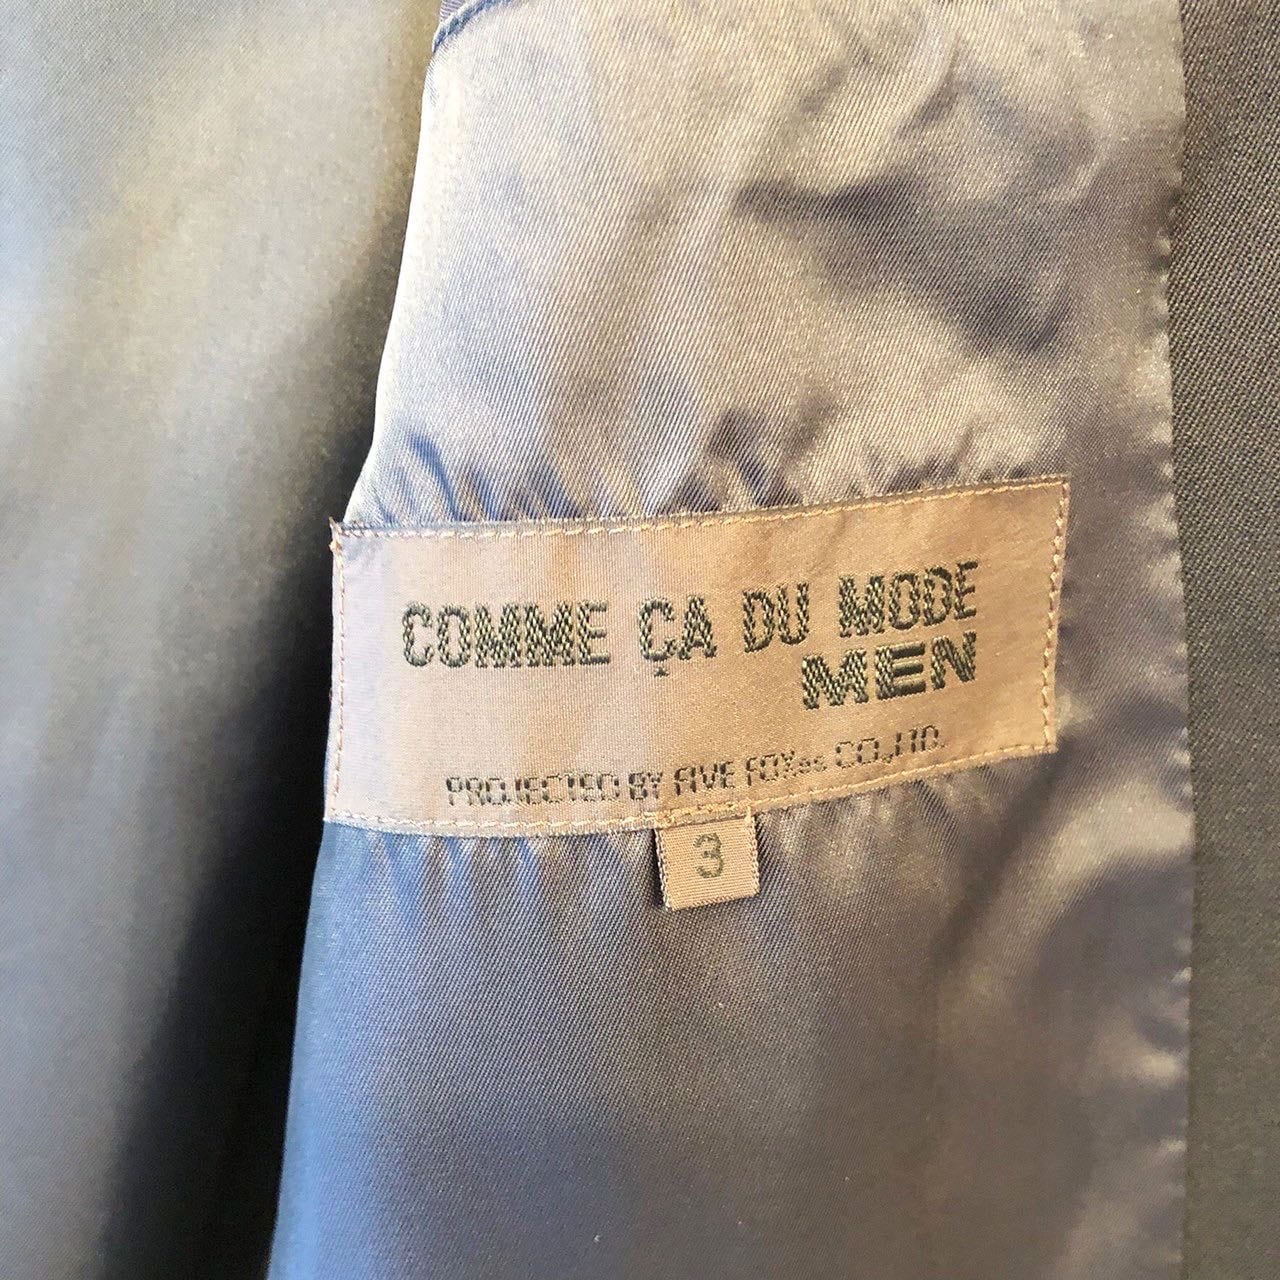 COMME ÇA DU MODE
MEN
PROJECTED BY FIVE FOXes CO.,LTD.
3